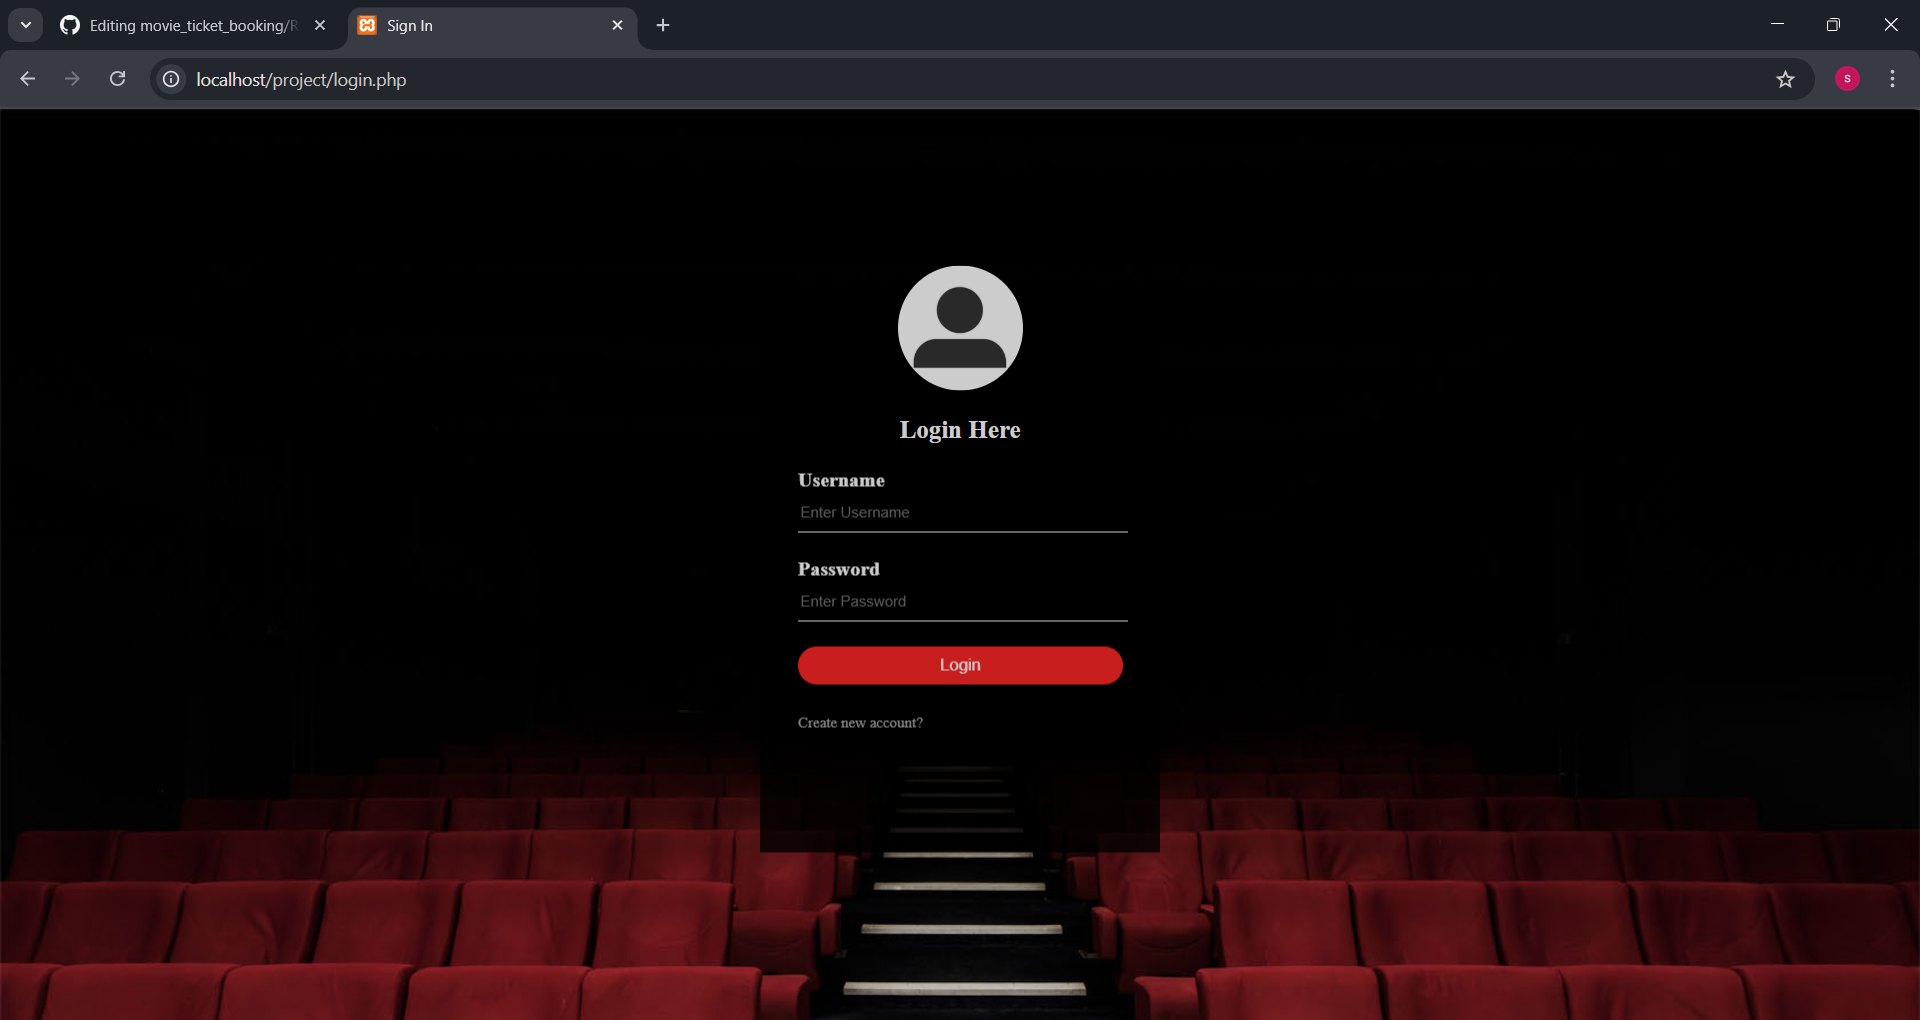 Editing movie_ticket_booking/R
Sign In
localhost/project/login.php
S
Login Here
Username
Enter Username
Password
Enter Password
Login
Create new account?